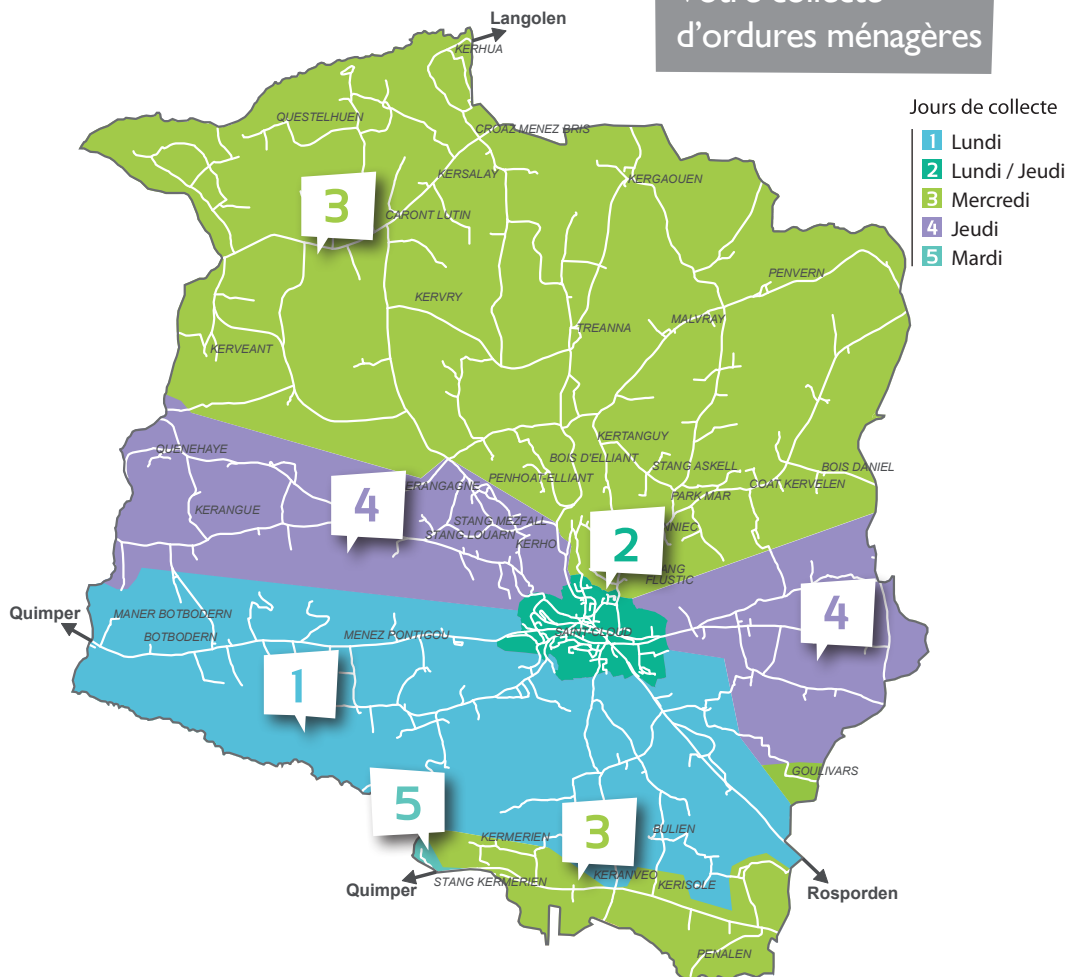 d'ordures ménagères
Jours de collecte
1 Lundi
2 Lundi / Jeudi
3 Mercredi
4 Jeudi
5 Mardi
Langolen
KERHUA
QUESTELHUEN
CROAZ MENEZ BRIS
KERSALAY
KERGAOUEN
3
CARONT LUTIN
PENVERN
KERVRY
MALVRAY
TREANNA
KERVEANT
KERTANGUY
QUENEHAYE
BOIS D'ELLIANT
STANG ASKELL
BOIS DANIEL
PENHOAT-ELLIANT
COAT KERVELEN
ERANGAGNE
PARK MAR
4
KERANGUE
STANG MEZFALL
NNIEC
STANG LOUARN
KERHO
2
ANG
FLUSTIC
Quimper
MANER BOTBODERN
4
BOTBODERN
MENEZ PONTIGOU
SAINT-CLOUD
1
GOULIVARS
5
KERMERIEN
3
BULIEN
Quimper
STANG KERMERIEN
KERANVEO
KERISOLE
Rosporden
PENALEN